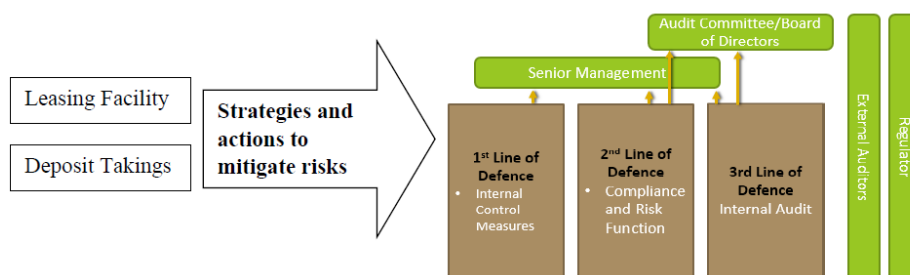 Leasing Facility
Deposit Takings
Strategies and
actions to
mitigate risks
Audit Committee/Board
of Directors
Senior Management
1st Line of
Defence
• Internal
Control
Measures
2nd Line of
Defence
• Compliance
and Risk
Function
3rd Line of
Defence
Internal Audit
External Auditors
Regulator